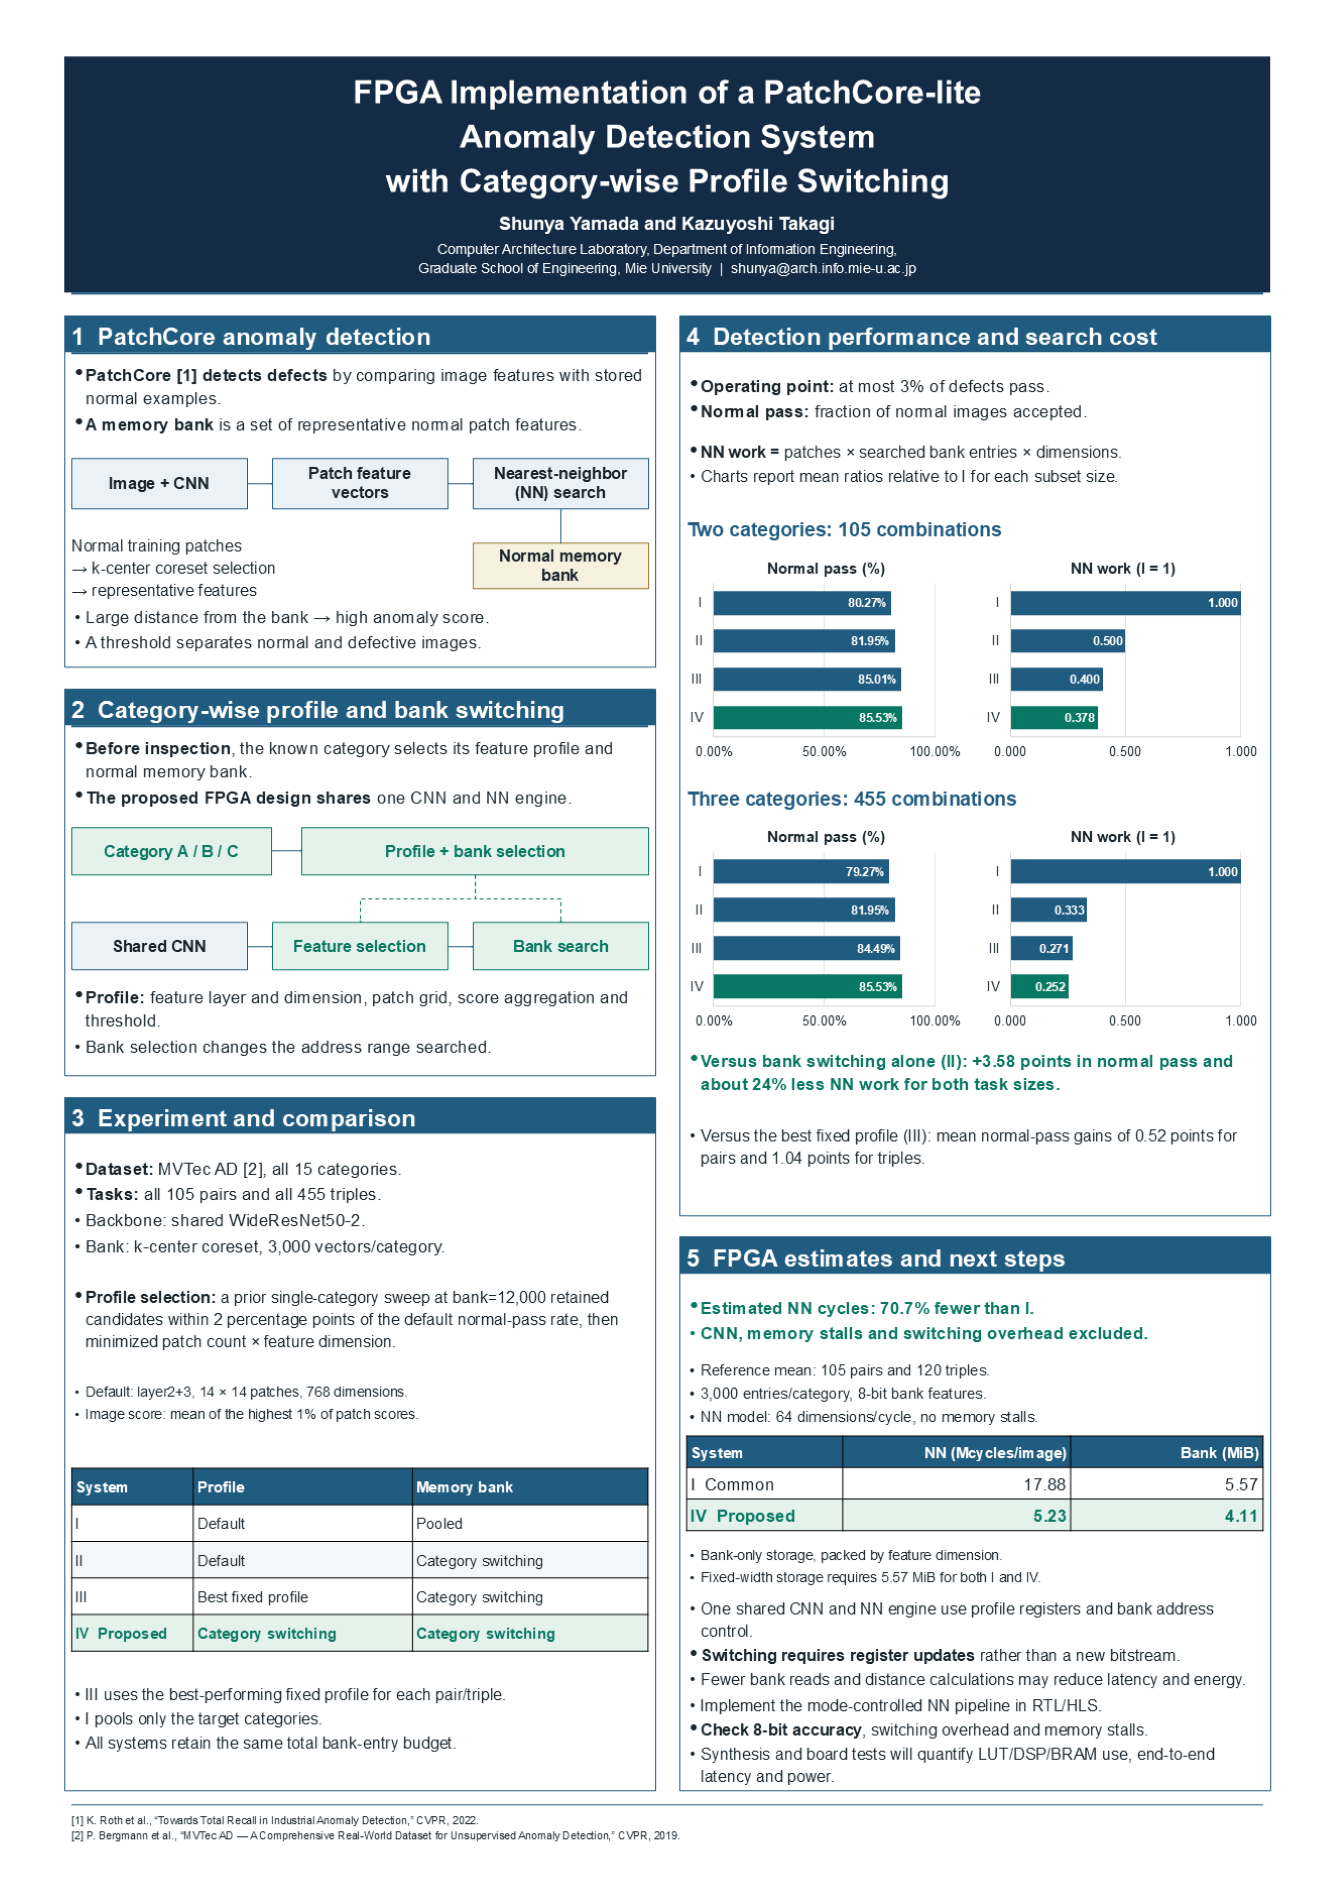 FPGA Implementation of a PatchCore-lite
Anomaly Detection System
with Category-wise Profile Switching
Shunya Yamada and Kazuyoshi Takagi
Computer Architecture Laboratory, Department of Information Engineering,
Graduate School of Engineering, Mie University | shunya@arch.info.mie-u.ac.jp
1 PatchCore anomaly detection
•PatchCore [1] detects defects by comparing image features with stored
normal examples.
•A memory bank is a set of representative normal patch features.
Image + CNN
Patch feature
vectors
Nearest-neighbor
(NN) search
Normal training patches
→ k-center coreset selection
→ representative features
Normal memory
bank
• Large distance from the bank → high anomaly score.
• A threshold separates normal and defective images.
2 Category-wise profile and bank switching
•Before inspection, the known category selects its feature profile and
normal memory bank.
•The proposed FPGA design shares one CNN and NN engine.
Category A / B / C
Profile + bank selection
Shared CNN
Feature selection
Bank search
•Profile: feature layer and dimension, patch grid, score aggregation and
threshold.
• Bank selection changes the address range searched.
3 Experiment and comparison
•Dataset: MVTec AD [2], all 15 categories.
•Tasks: all 105 pairs and all 455 triples.
• Backbone: shared WideResNet50-2.
• Bank: k-center coreset, 3,000 vectors/category.
•Profile selection: a prior single-category sweep at bank=12,000 retained
candidates within 2 percentage points of the default normal-pass rate, then
minimized patch count × feature dimension.
• Default: layer2+3, 14 × 14 patches, 768 dimensions.
• Image score: mean of the highest 1% of patch scores.
System Profile Memory bank
I Default Pooled
II Default Category switching
III Best fixed profile Category switching
IV Proposed Category switching Category switching
• III uses the best-performing fixed profile for each pair/triple.
• I pools only the target categories.
• All systems retain the same total bank-entry budget.
4 Detection performance and search cost
•Operating point: at most 3% of defects pass.
•Normal pass: fraction of normal images accepted.
•NN work = patches × searched bank entries × dimensions.
• Charts report mean ratios relative to I for each subset size.
Two categories: 105 combinations
Normal pass (%)
I 80.27%
II 81.95%
III 85.01%
IV 85.53%
0.00% 50.00% 100.00%
NN work (I = 1)
I 1.000
II 0.500
III 0.400
IV 0.378
0.000 0.500 1.000
Three categories: 455 combinations
Normal pass (%)
I 79.27%
II 81.95%
III 84.49%
IV 85.53%
0.00% 50.00% 100.00%
NN work (I = 1)
I 1.000
II 0.333
III 0.271
IV 0.252
0.000 0.500 1.000
•Versus bank switching alone (II): +3.58 points in normal pass and
about 24% less NN work for both task sizes.
• Versus the best fixed profile (III): mean normal-pass gains of 0.52 points for
pairs and 1.04 points for triples.
5 FPGA estimates and next steps
•Estimated NN cycles: 70.7% fewer than I.
• CNN, memory stalls and switching overhead excluded.
• Reference mean: 105 pairs and 120 triples.
• 3,000 entries/category, 8-bit bank features.
• NN model: 64 dimensions/cycle, no memory stalls.
System NN (Mcycles/image) Bank (MiB)
I Common 17.88 5.57
IV Proposed 5.23 4.11
• Bank-only storage, packed by feature dimension.
• Fixed-width storage requires 5.57 MiB for both I and IV.
• One shared CNN and NN engine use profile registers and bank address
control.
•Switching requires register updates rather than a new bitstream.
• Fewer bank reads and distance calculations may reduce latency and energy.
• Implement the mode-controlled NN pipeline in RTL/HLS.
•Check 8-bit accuracy, switching overhead and memory stalls.
• Synthesis and board tests will quantify LUT/DSP/BRAM use, end-to-end
latency and power.
[1] K. Roth et al., “Towards Total Recall in Industrial Anomaly Detection,” CVPR, 2022.
[2] P. Bergmann et al., “MVTec AD — A Comprehensive Real-World Dataset for Unsupervised Anomaly Detection,” CVPR, 2019.